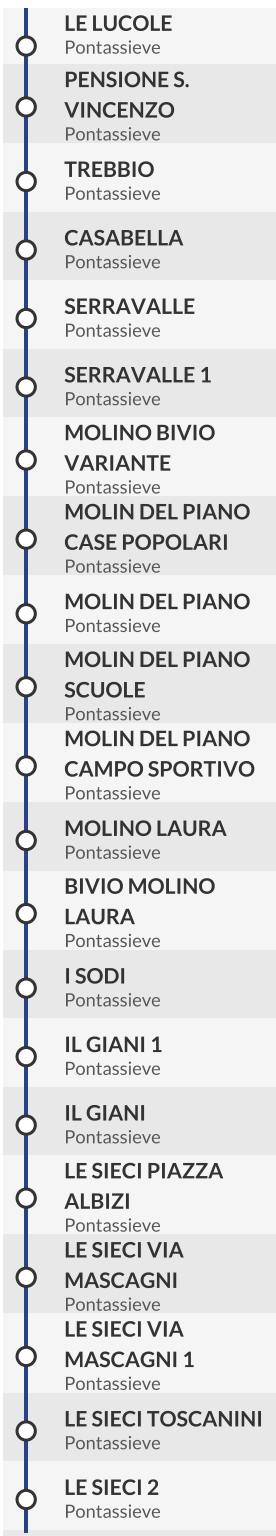 LE LUCOLE
Pontassieve
PENSIONE S.
VINCENZO
Pontassieve
TREBBIO
Pontassieve
CASABELLA
Pontassieve
SERRAVALLE
Pontassieve
SERRAVALLE 1
Pontassieve
MOLINO BIVIO
VARIANTE
Pontassieve
MOLIN DEL PIANO
CASE POPOLARI
Pontassieve
MOLIN DEL PIANO
Pontassieve
MOLIN DEL PIANO
SCUOLE
Pontassieve
MOLIN DEL PIANO
CAMPO SPORTIVO
Pontassieve
MOLINO LAURA
Pontassieve
BIVIO MOLINO
LAURA
Pontassieve
I SODI
Pontassieve
IL GIANI 1
Pontassieve
IL GIANI
Pontassieve
LE SIECI PIAZZA
ALBIZI
Pontassieve
LE SIECI VIA
MASCAGNI
Pontassieve
LE SIECI VIA
MASCAGNI 1
Pontassieve
LE SIECI TOSCANINI
Pontassieve
LE SIECI 2
Pontassieve